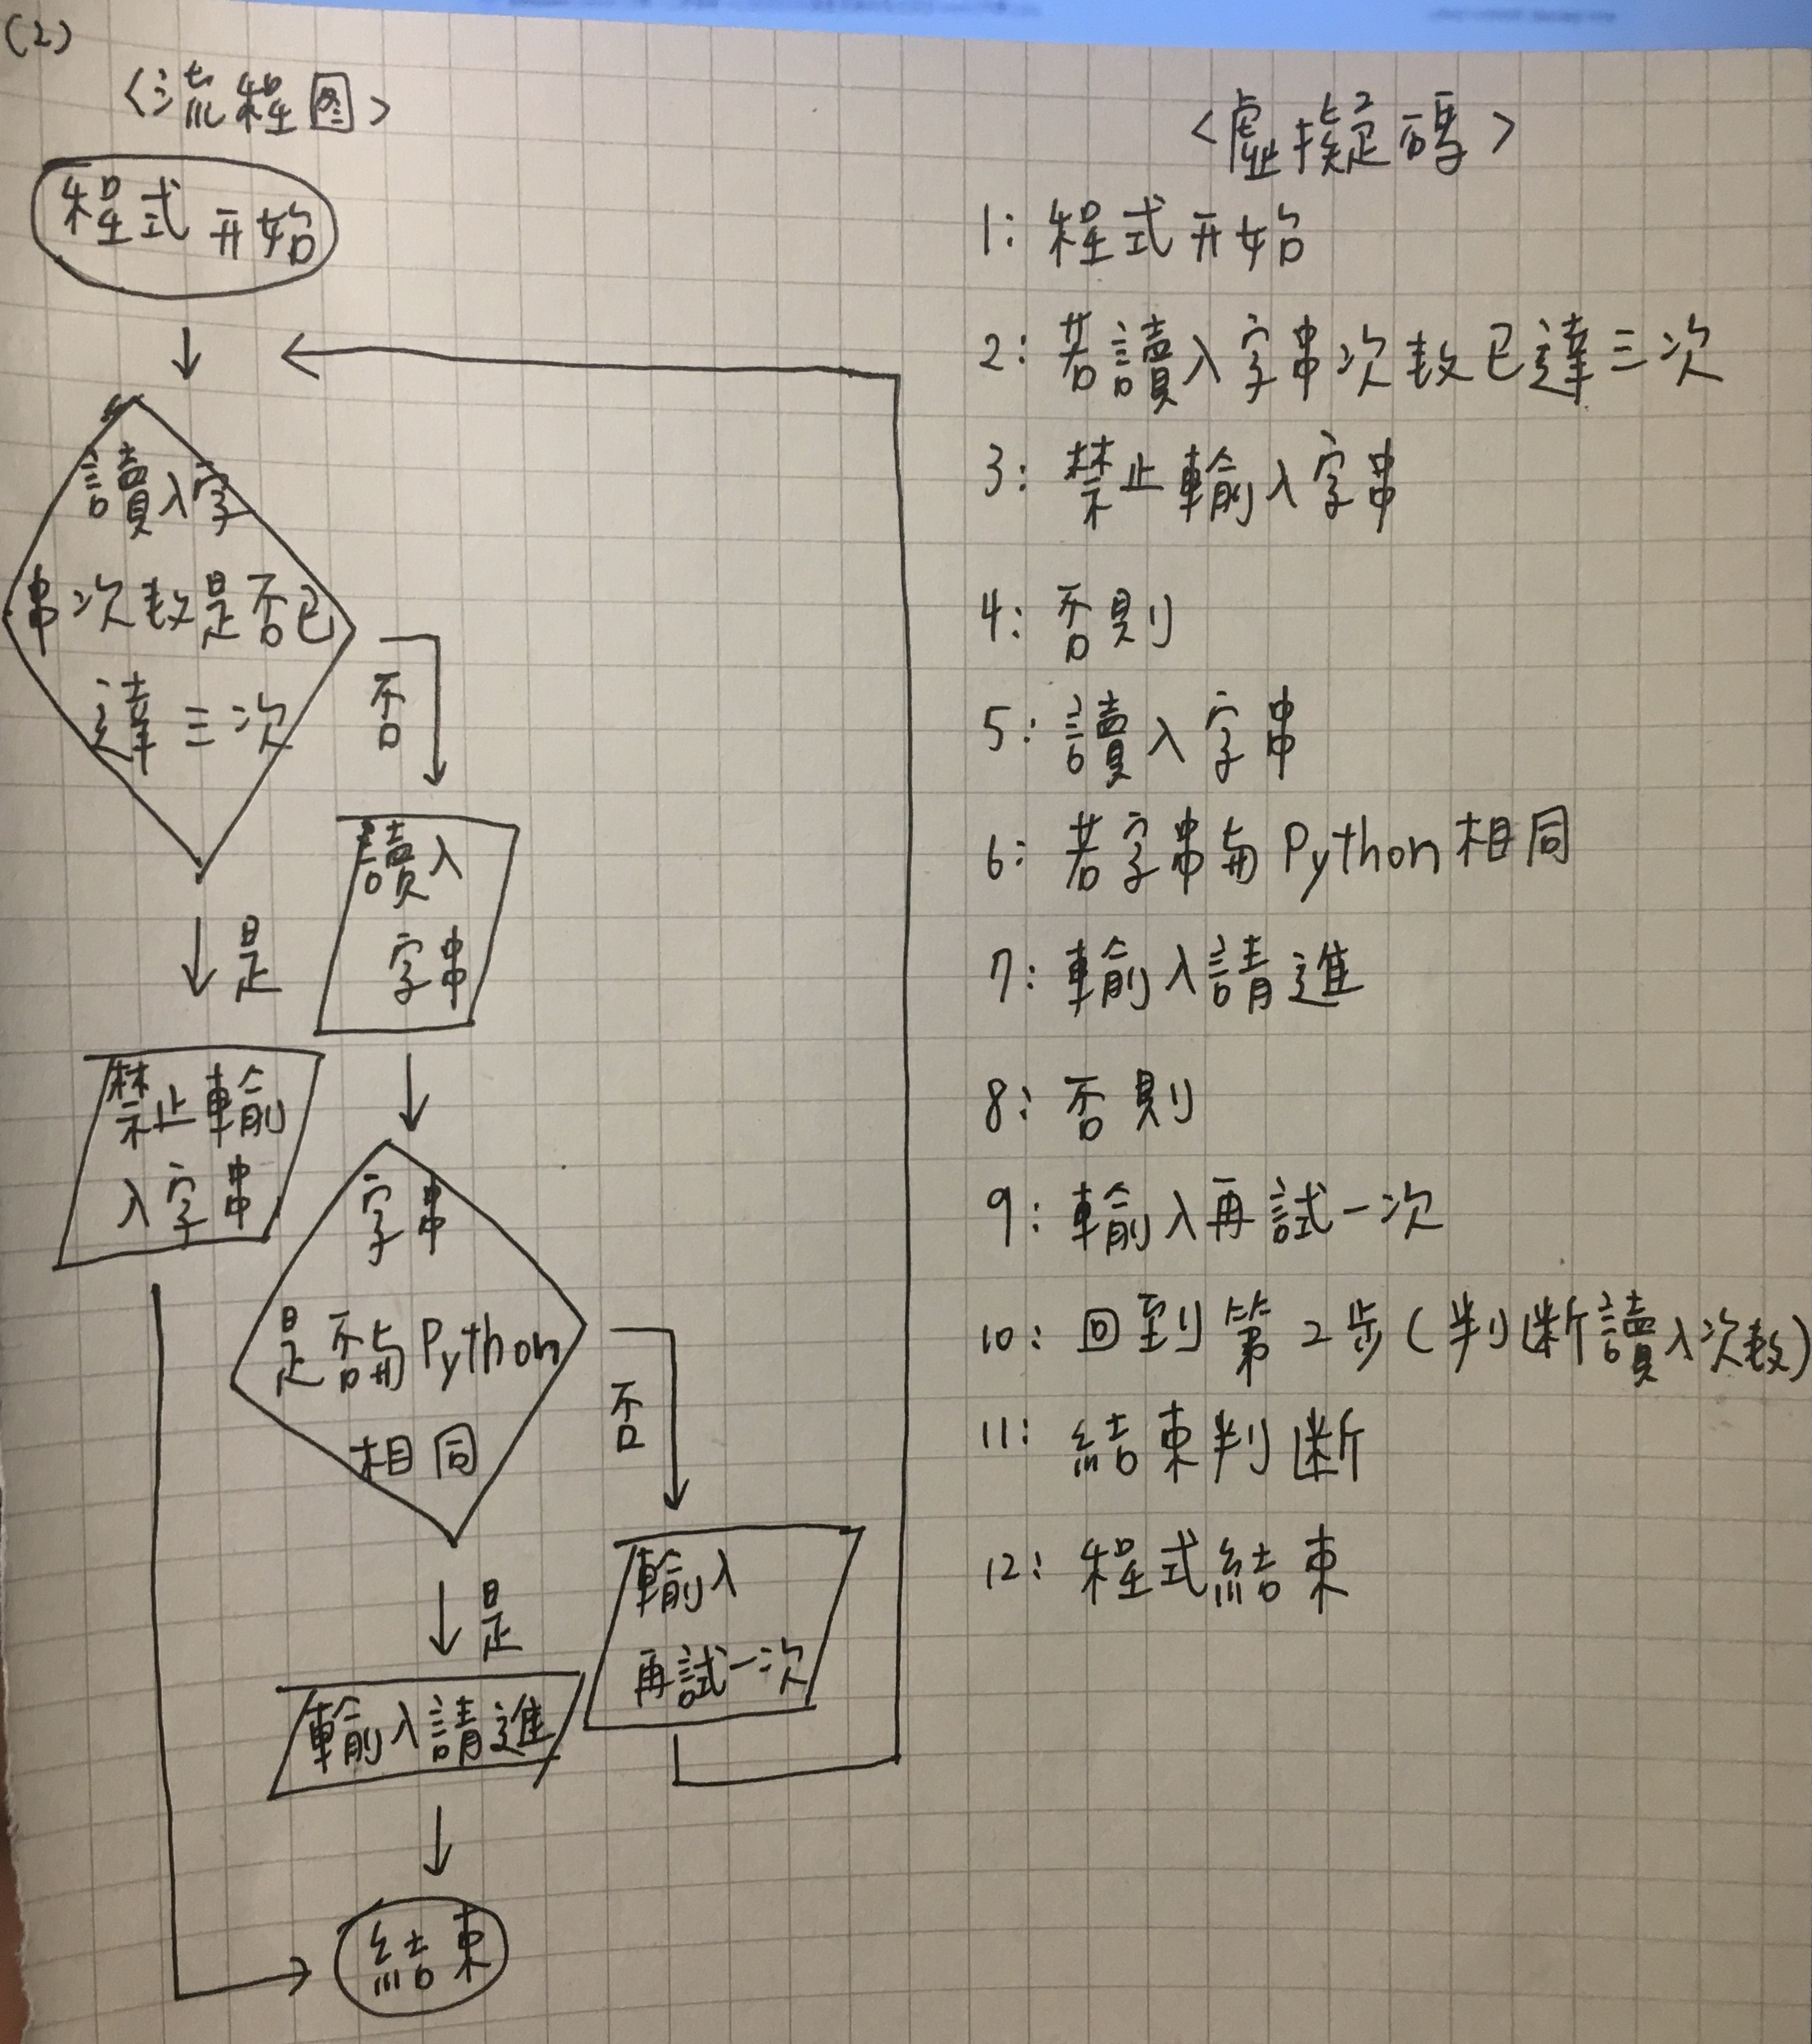 (2)
<流程图>
程式开始
讀入字
串次数是否已
達三次
否
是
讀入
字串
禁止輸
入字串
字串
是否與Python
相同
否
是
輸入
再試一次
輸入請進
結束
<虛擬碼>
1: 程式开始
2: 若讀入字串次数已達三次
3: 禁止輸入字串
4: 否則
5: 讀入字串
6: 若字串與Python相同
7: 輸入請進
8: 否則
9: 輸入再試一次
10: 回到第2步(判斷讀入次数)
11: 結束判斷
12: 程式結束